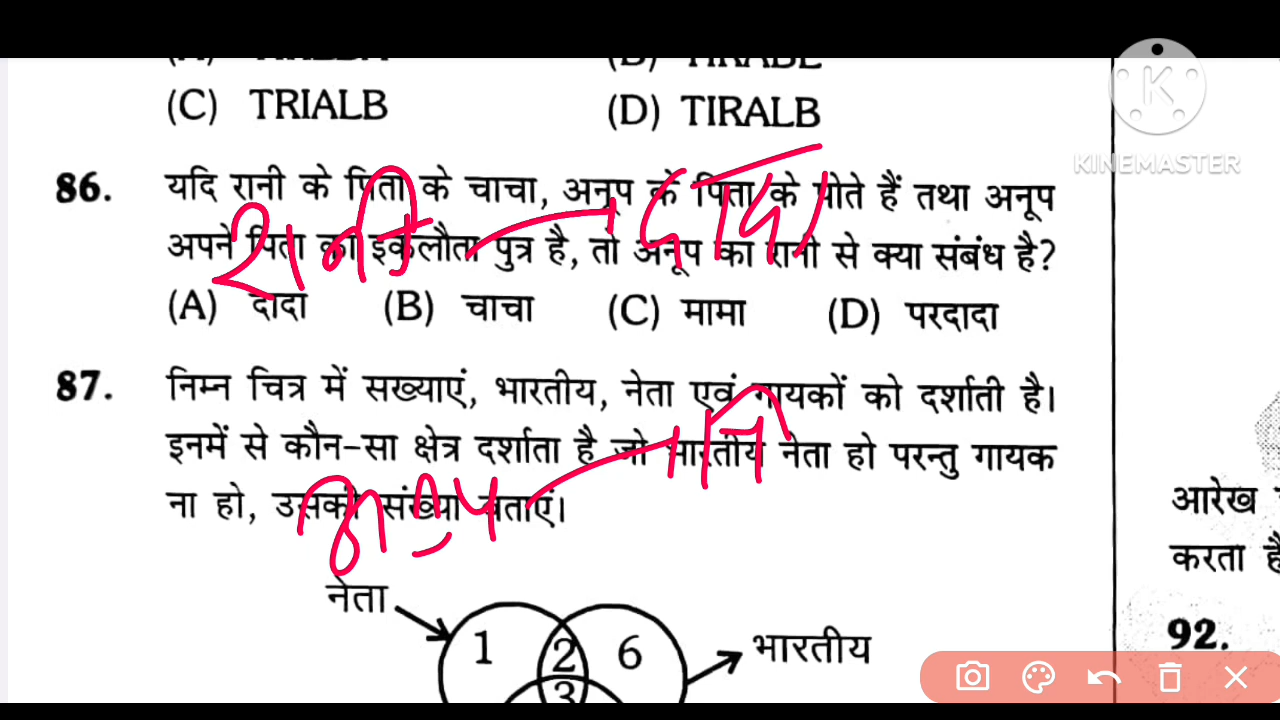 (C) TRIALB (D) TIRALB
KINEMASTER
86. यदि रानी के पिता के चाचा, अनूप के पिता के पोते हैं तथा अनूप
अपने पिता का इकलौता पुत्र है, तो अनूप का रानी से क्या संबंध है?
(A) दादा (B) चाचा (C) मामा (D) परदादा
87. निम्न चित्र में सख्याएं, भारतीय, नेता एवं गायकों को दर्शाती है।
इनमें से कौन-सा क्षेत्र दर्शाता है जो भारतीय नेता हो परन्तु गायक
ना हो, उसकी संख्या बताएं।
नेता
1 2 6 भारतीय
3
आरेख
करता है
92.
दादा